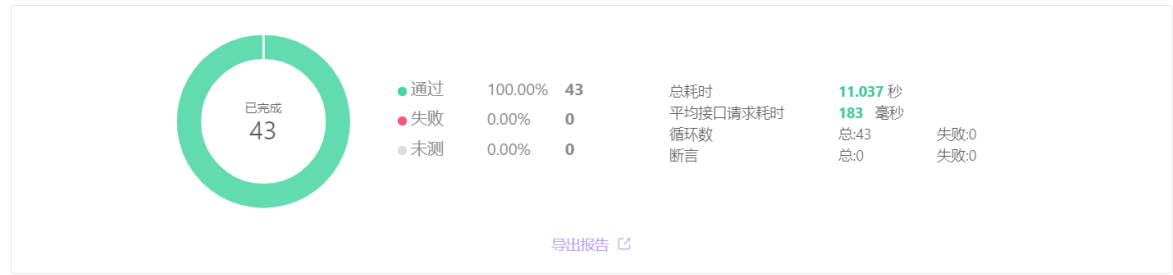 已完成
43
通过 100.00% 43
失败 0.00% 0
未测 0.00% 0
总耗时 11.037 秒
平均接口请求耗时 183 毫秒
循环数 总:43 失败:0
断言 总:0 失败:0
导出报告